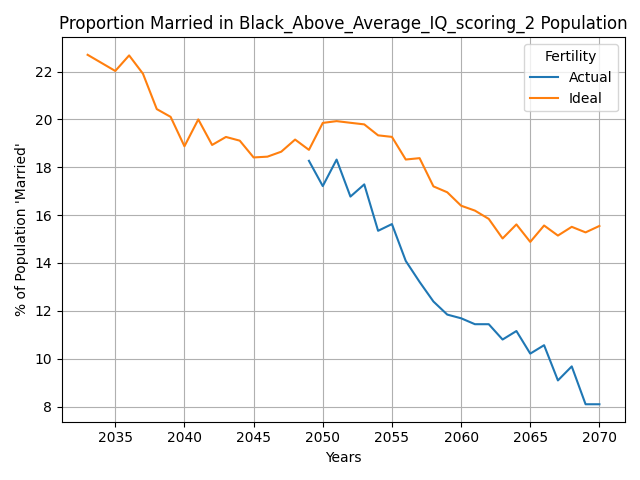 Proportion Married in Black_Above_Average_IQ_scoring_2 Population
Fertility
Actual
Ideal
% of Population 'Married'
22
20
18
16
14
12
10
8
2035 2040 2045 2050 2055 2060 2065 2070
Years